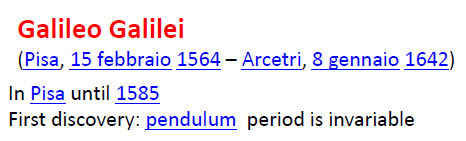 Galileo Galilei
(Pisa, 15 febbraio 1564 – Arcetri, 8 gennaio 1642)
In Pisa until 1585
First discovery: pendulum period is invariable